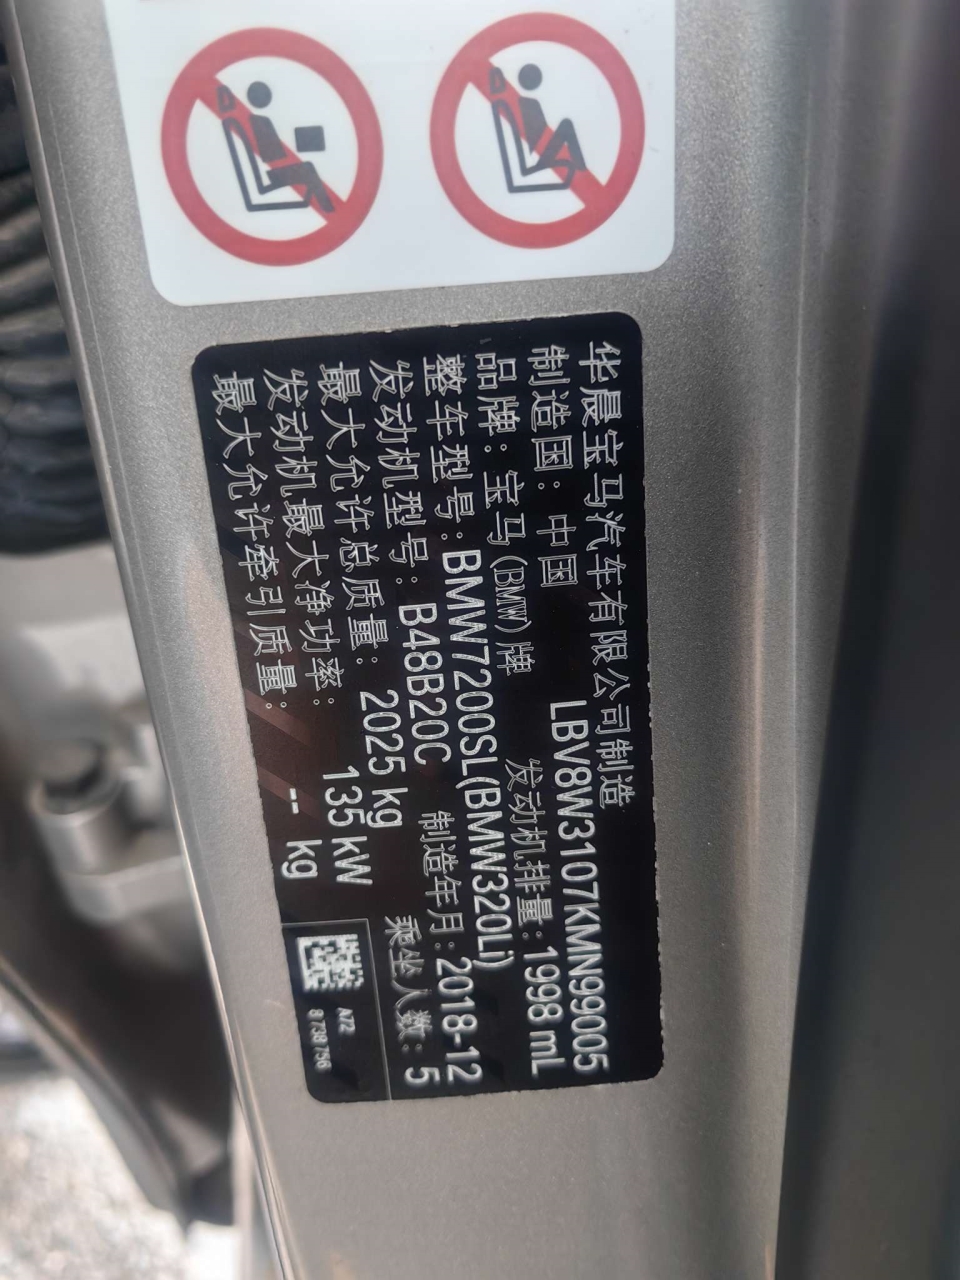 华晨宝马汽车有限公司制造
制造国：中国 LBV8W3107KMN99005
品牌：宝马(BMW)牌 发动机排量：1998 mL
整车型号：BMW7200SL(BMW320Li)
发动机型号：B48B20C 制造年月：2018-12
最大允许总质量：2025 kg 乘坐人数：5
发动机最大净功率： 135 kW
最大允许牵引质量： -- kg
8 738 756